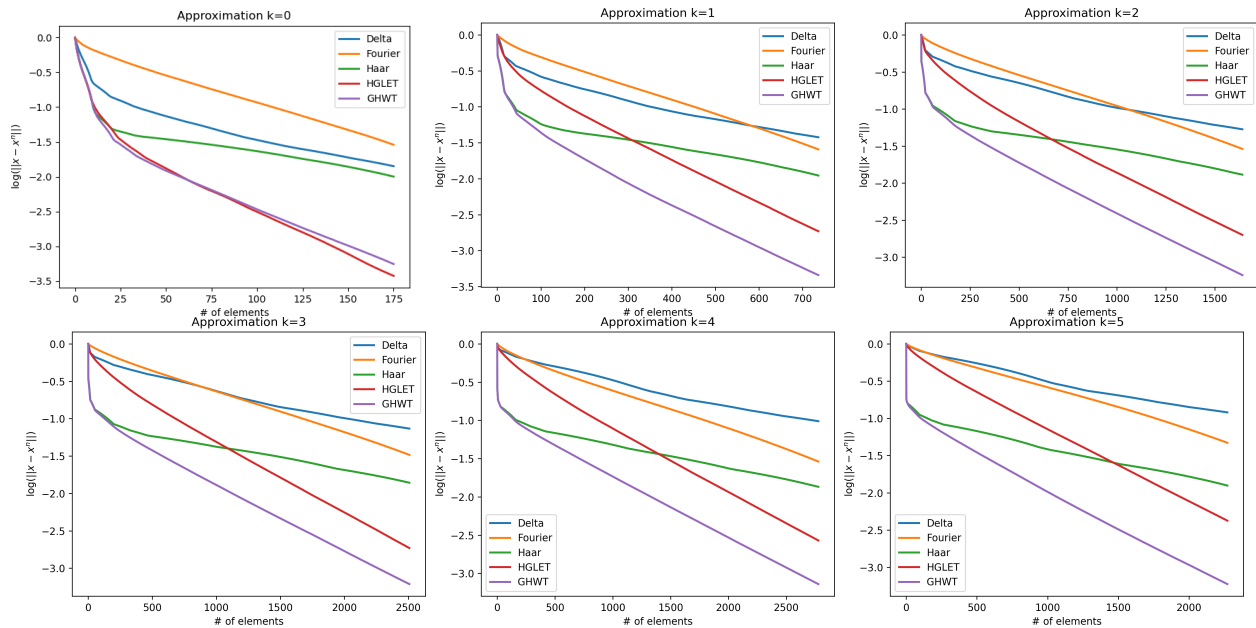 Approximation k=0
0.0
−0.5
−1.0
−1.5
−2.0
−2.5
−3.0
−3.5
log(||x − xⁿ||)
0 25 50 75 100 125 150 175
# of elements
Delta
Fourier
Haar
HGLET
GHWT
Approximation k=1
0.0
−0.5
−1.0
−1.5
−2.0
−2.5
−3.0
−3.5
log(||x − xⁿ||)
0 100 200 300 400 500 600 700
# of elements
Delta
Fourier
Haar
HGLET
GHWT
Approximation k=2
0.0
−0.5
−1.0
−1.5
−2.0
−2.5
−3.0
log(||x − xⁿ||)
0 250 500 750 1000 1250 1500
# of elements
Delta
Fourier
Haar
HGLET
GHWT
Approximation k=3
0.0
−0.5
−1.0
−1.5
−2.0
−2.5
−3.0
log(||x − xⁿ||)
0 500 1000 1500 2000 2500
# of elements
Delta
Fourier
Haar
HGLET
GHWT
Approximation k=4
0.0
−0.5
−1.0
−1.5
−2.0
−2.5
−3.0
log(||x − xⁿ||)
0 500 1000 1500 2000 2500
# of elements
Delta
Fourier
Haar
HGLET
GHWT
Approximation k=5
0.0
−0.5
−1.0
−1.5
−2.0
−2.5
−3.0
log(||x − xⁿ||)
0 500 1000 1500 2000
# of elements
Delta
Fourier
Haar
HGLET
GHWT